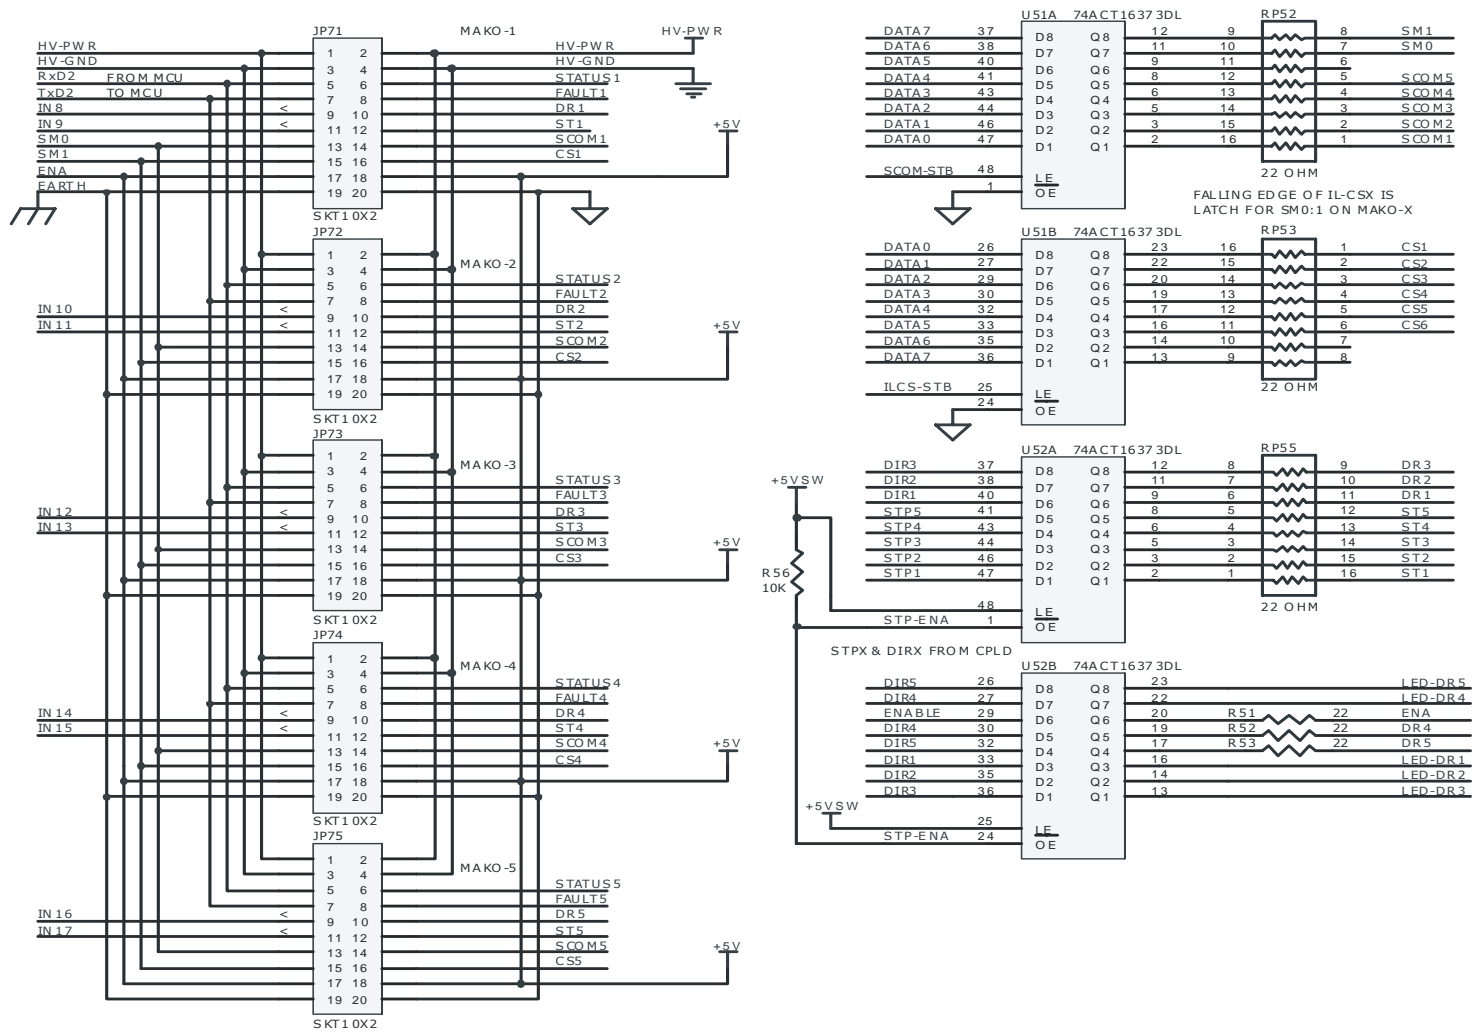 JP71 MAKO-1 HV-PWR
HV-PWR 1 2 HV-PWR
HV-GND 3 4 HV-GND
RxD2 FROM MCU 5 6 STATUS1
TxD2 TO MCU 7 8 FAULT1
IN8 < 9 10 DR1
IN9 < 11 12 ST1 +5V
SM0 13 14 SCOM1
SM1 15 16 CS1
ENA 17 18
EARTH 19 20
SKT10X2
JP72
1 2
3 4 MAKO-2
5 6 STATUS2
7 8 FAULT2
IN10 < 9 10 DR2
IN11 < 11 12 ST2 +5V
13 14 SCOM2
15 16 CS2
17 18
19 20
SKT10X2
JP73
1 2
3 4 MAKO-3
5 6 STATUS3
7 8 FAULT3
IN12 < 9 10 DR3
IN13 < 11 12 ST3
13 14 SCOM3 +5V
15 16 CS3
17 18
19 20
SKT10X2
JP74
1 2
3 4 MAKO-4
5 6 STATUS4
7 8 FAULT4
IN14 < 9 10 DR4
IN15 < 11 12 ST4
13 14 SCOM4 +5V
15 16 CS4
17 18
19 20
SKT10X2
JP75
1 2
3 4 MAKO-5
5 6 STATUS5
7 8 FAULT5
IN16 < 9 10 DR5
IN17 < 11 12 ST5
13 14 SCOM5 +5V
15 16 CS5
17 18
19 20
SKT10X2
U51A 74ACT16373DL RP52
DATA7 37 D8 Q8 12 9 8 SM1
DATA6 38 D7 Q7 11 10 7 SM0
DATA5 40 D6 Q6 9 11 6
DATA4 41 D5 Q5 8 12 5 SCOM5
DATA3 43 D4 Q4 6 13 4 SCOM4
DATA2 44 D3 Q3 5 14 3 SCOM3
DATA1 46 D2 Q2 3 15 2 SCOM2
DATA0 47 D1 Q1 2 16 1 SCOM1
SCOM-STB 48 LE 22 OHM
1 OE
FALLING EDGE OF IL-CSX IS
LATCH FOR SM0:1 ON MAKO-X
U51B 74ACT16373DL RP53
DATA0 26 D8 Q8 23 16 1 CS1
DATA1 27 D7 Q7 22 15 2 CS2
DATA2 29 D6 Q6 20 14 3 CS3
DATA3 30 D5 Q5 19 13 4 CS4
DATA4 32 D4 Q4 17 12 5 CS5
DATA5 33 D3 Q3 16 11 6 CS6
DATA6 35 D2 Q2 14 10 7
DATA7 36 D1 Q1 13 9 8
ILCS-STB 25 LE 22 OHM
24 OE
U52A 74ACT16373DL RP55
DIR3 37 D8 Q8 12 8 9 DR3
+5VSW DIR2 38 D7 Q7 11 7 10 DR2
DIR1 40 D6 Q6 9 6 11 DR1
STP5 41 D5 Q5 8 5 12 ST5
STP4 43 D4 Q4 6 4 13 ST4
STP3 44 D3 Q3 5 3 14 ST3
STP2 46 D2 Q2 3 2 15 ST2
R56 STP1 47 D1 Q1 2 1 16 ST1
10K
48 LE 22 OHM
STP-ENA 1 OE
STPX & DIRX FROM CPLD
U52B 74ACT16373DL
DIR5 26 D8 Q8 23 LED-DR5
DIR4 27 D7 Q7 22 LED-DR4
ENABLE 29 D6 Q6 20 R51 22 ENA
DIR4 30 D5 Q5 19 R52 22 DR4
DIR5 32 D4 Q4 17 R53 22 DR5
DIR1 33 D3 Q3 16 LED-DR1
DIR2 35 D2 Q2 14 LED-DR2
DIR3 36 D1 Q1 13 LED-DR3
+5VSW
25 LE
STP-ENA 24 OE